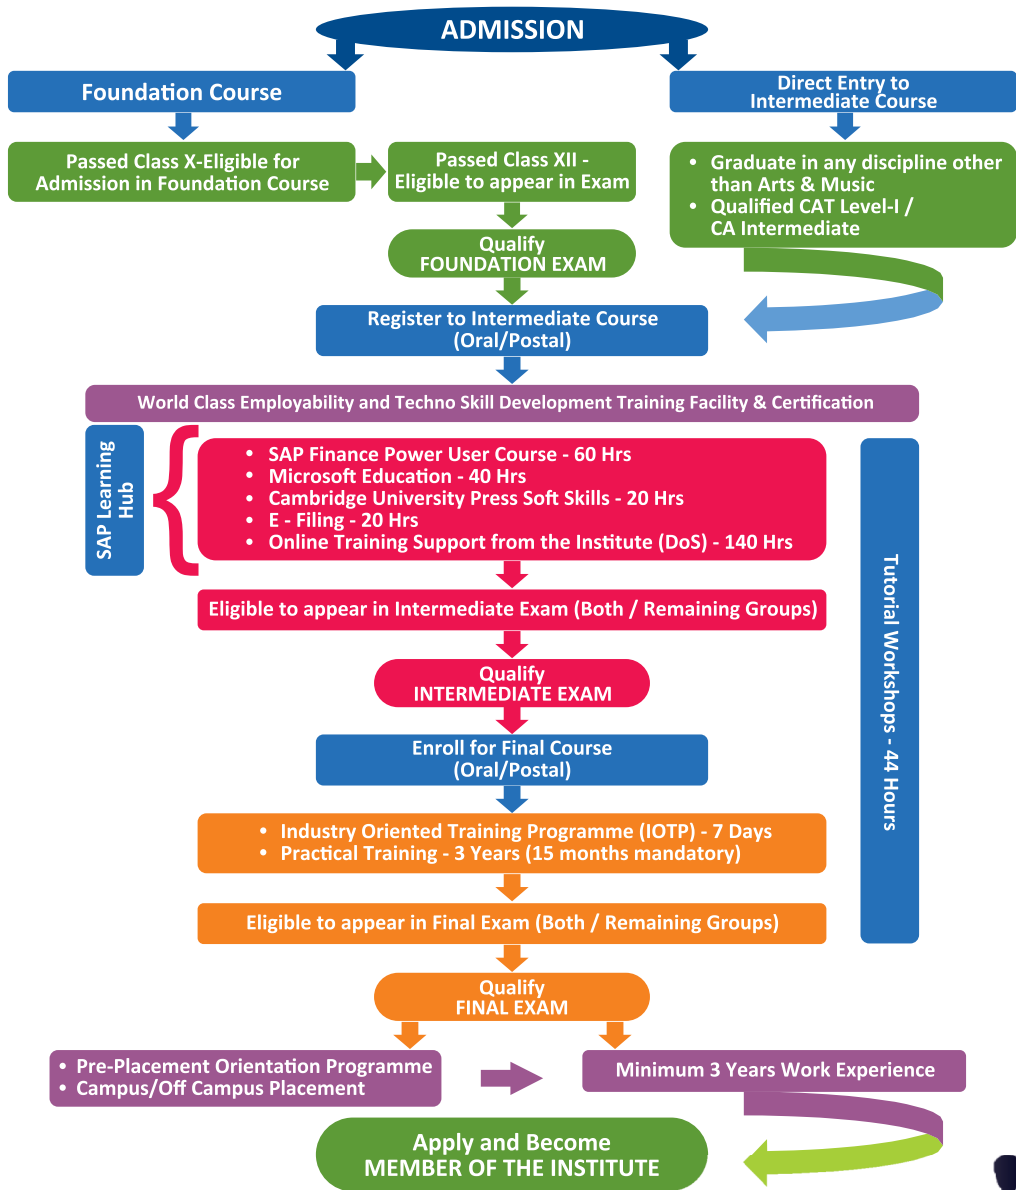 ADMISSION
Foundation Course
Direct Entry to
Intermediate Course
Passed Class X-Eligible for
Admission in Foundation Course
Passed Class XII -
Eligible to appear in Exam
• Graduate in any discipline other
than Arts & Music
• Qualified CAT Level-I /
CA Intermediate
Qualify
FOUNDATION EXAM
Register to Intermediate Course
(Oral/Postal)
World Class Employability and Techno Skill Development Training Facility & Certification
SAP Learning
Hub
• SAP Finance Power User Course - 60 Hrs
• Microsoft Education - 40 Hrs
• Cambridge University Press Soft Skills - 20 Hrs
• E - Filing - 20 Hrs
• Online Training Support from the Institute (DoS) - 140 Hrs
Tutorial Workshops - 44 Hours
Eligible to appear in Intermediate Exam (Both / Remaining Groups)
Qualify
INTERMEDIATE EXAM
Enroll for Final Course
(Oral/Postal)
• Industry Oriented Training Programme (IOTP) - 7 Days
• Practical Training - 3 Years (15 months mandatory)
Eligible to appear in Final Exam (Both / Remaining Groups)
Qualify
FINAL EXAM
• Pre-Placement Orientation Programme
• Campus/Off Campus Placement
Minimum 3 Years Work Experience
Apply and Become
MEMBER OF THE INSTITUTE